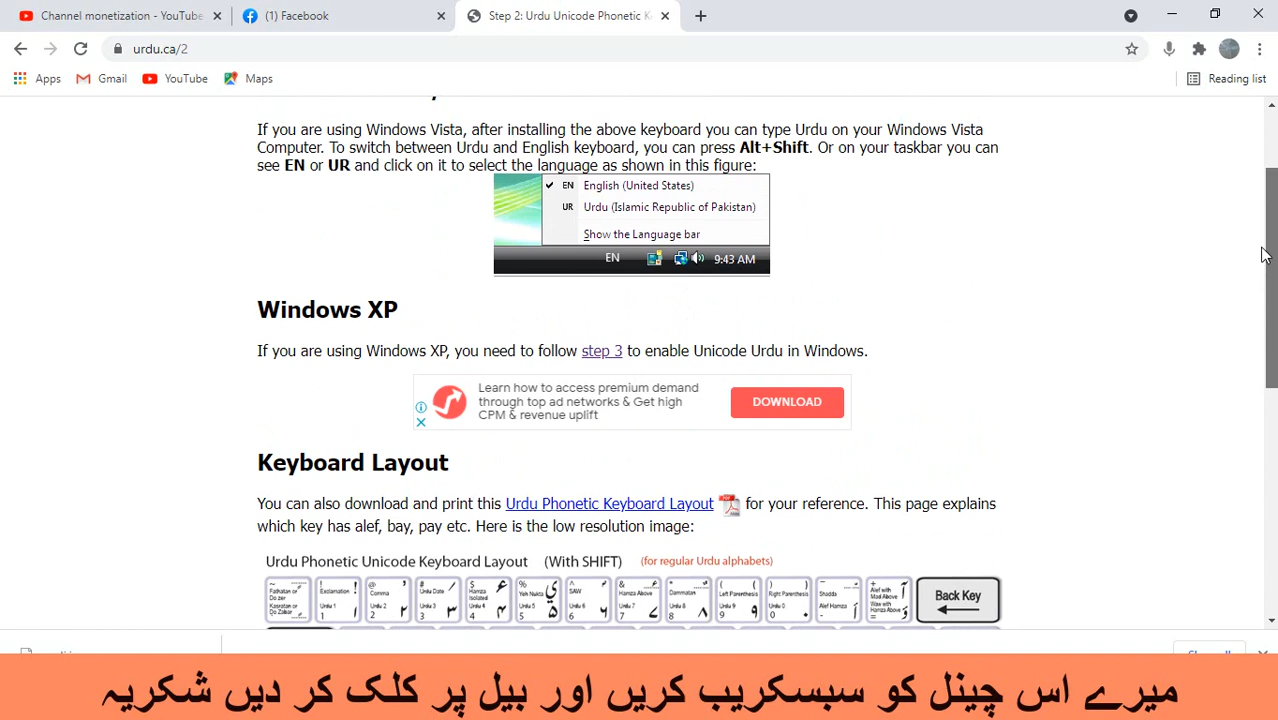 Channel monetization - YouTube
(1) Facebook
Step 2: Urdu Unicode Phonetic K
urdu.ca/2
Apps
Gmail
YouTube
Maps
Reading list
If you are using Windows Vista, after installing the above keyboard you can type Urdu on your Windows Vista
Computer. To switch between Urdu and English keyboard, you can press Alt+Shift. Or on your taskbar you can
see EN or UR and click on it to select the language as shown in this figure:
EN English (United States)
UR Urdu (Islamic Republic of Pakistan)
Show the Language bar
EN 9:43 AM
Windows XP
If you are using Windows XP, you need to follow step 3 to enable Unicode Urdu in Windows.
Learn how to access premium demand
through top ad networks & Get high
CPM & revenue uplift
DOWNLOAD
Keyboard Layout
You can also download and print this Urdu Phonetic Keyboard Layout for your reference. This page explains
which key has alef, bay, pay etc. Here is the low resolution image:
Urdu Phonetic Unicode Keyboard Layout (With SHIFT) (for regular Urdu alphabets)
Back Key
میرے اس چینل کو سبسکریب کریں اور بیل پر کلک کر دیں شکریہ